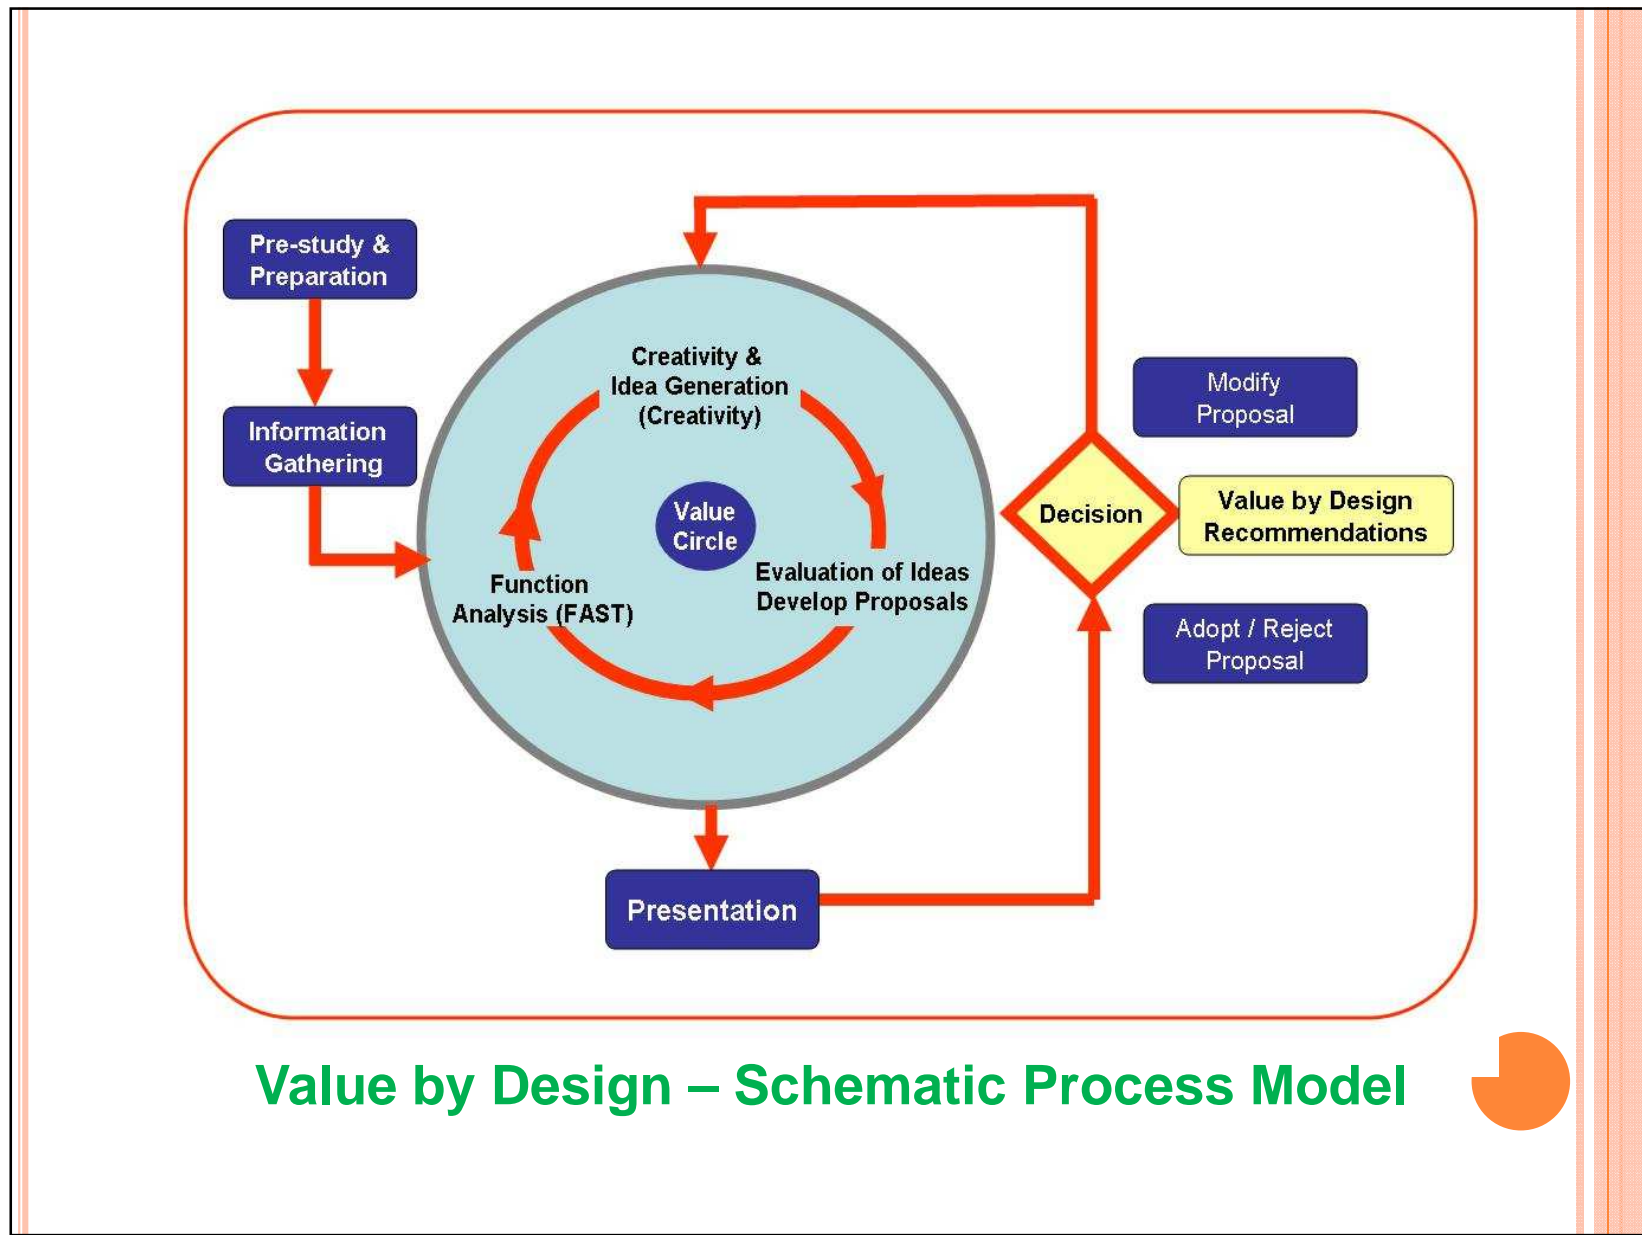 Pre-study &
Preparation
Information
Gathering
Creativity &
Idea Generation
(Creativity)
Value
Circle
Function
Analysis (FAST)
Evaluation of Ideas
Develop Proposals
Presentation
Decision
Modify
Proposal
Value by Design
Recommendations
Adopt / Reject
Proposal
Value by Design – Schematic Process Model